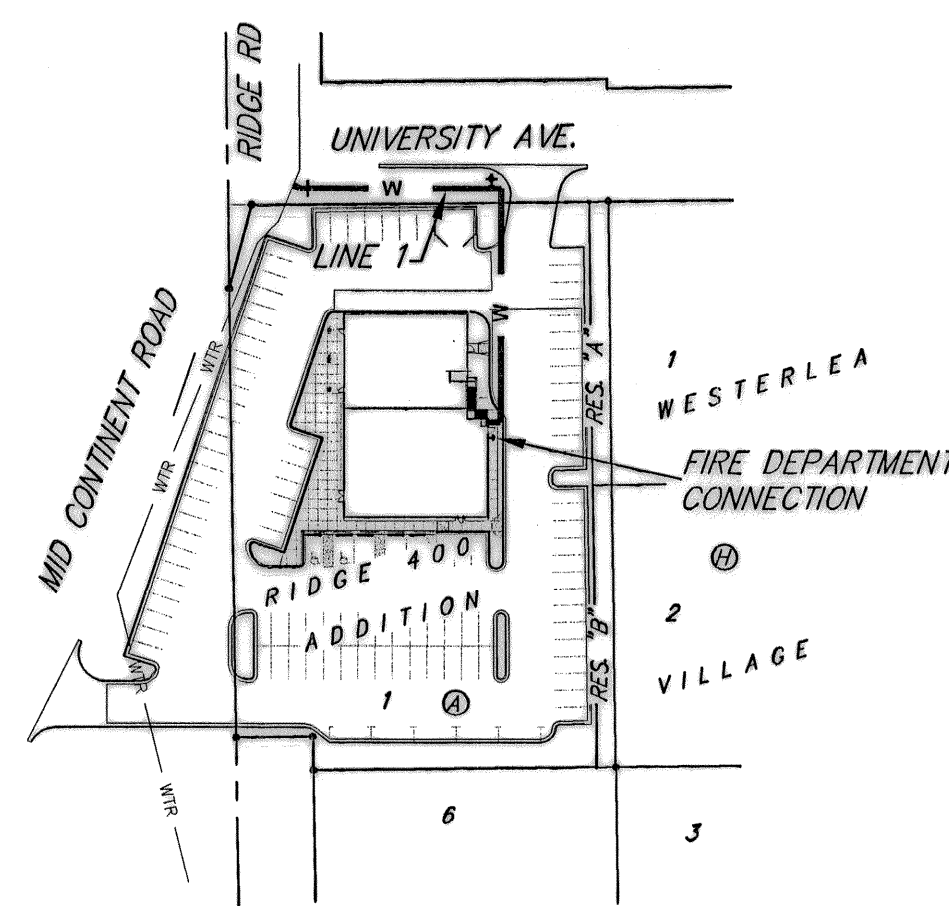 RIDGE RD
UNIVERSITY AVE.
W
LINE 1
W
MID CONTINENT ROAD
WTR
WTR
WTR
WTR
RES. "A"
1
WESTERLEA
FIRE DEPARTMENT
CONNECTION
H
RIDGE 400
ADDITION
1 A
RES. "B"
2
VILLAGE
6
3